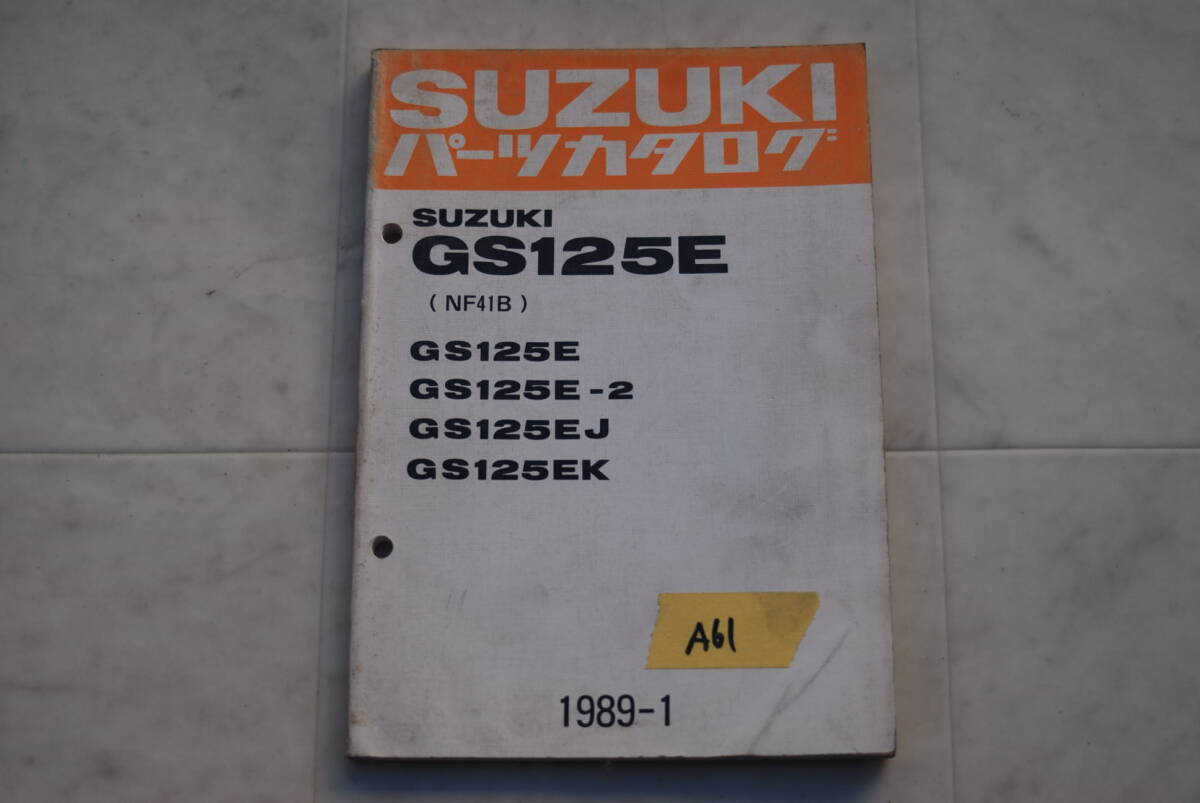 SUZUKI
パーツカタログ
SUZUKI
GS125E
( NF41B )
GS125E
GS125E-2
GS125EJ
GS125EK
A61
1989-1